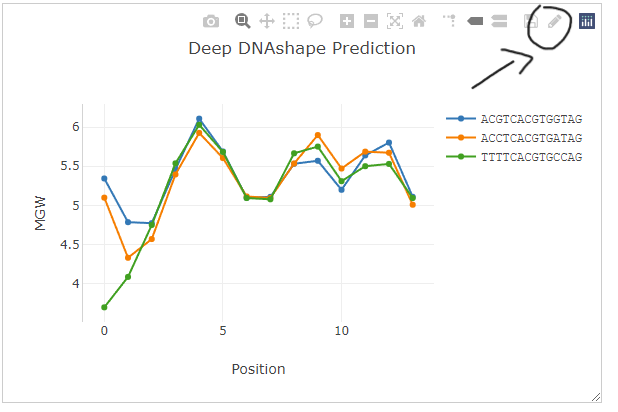 Deep DNAshape Prediction
ACGTCACGTGGTAG
ACCTCACGTGATAG
TTTTCACGTGCCAG
MGW
6
5.5
5
4.5
4
0 5 10
Position